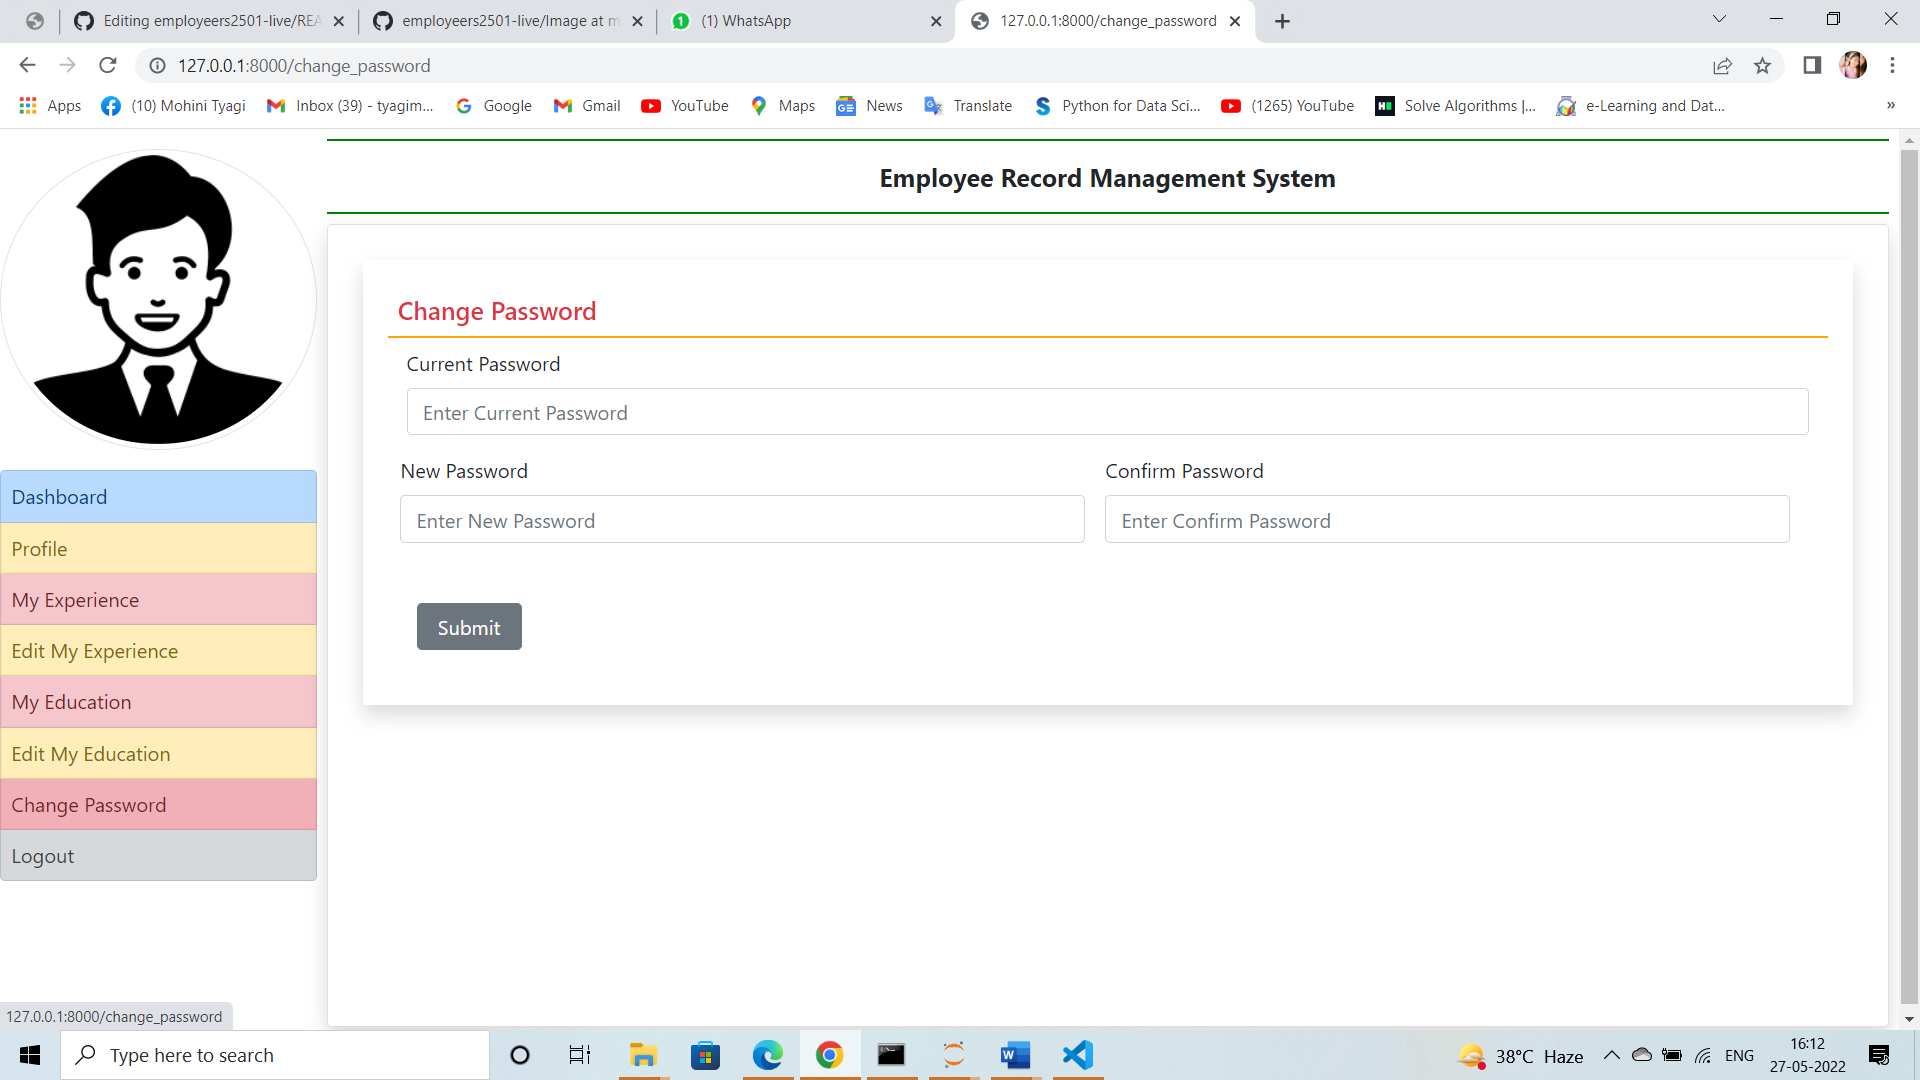 Editing employeers2501-live/REA
employeers2501-live/Image at m
1
(1) WhatsApp
127.0.0.1:8000/change_password
127.0.0.1:8000/change_password
Apps
(10) Mohini Tyagi
Inbox (39) - tyagim...
Google
Gmail
YouTube
Maps
News
Translate
Python for Data Sci...
(1265) YouTube
Solve Algorithms |...
e-Learning and Dat...
»
Employee Record Management System
Change Password
Current Password
Enter Current Password
New Password
Confirm Password
Enter New Password
Enter Confirm Password
Submit
Dashboard
Profile
My Experience
Edit My Experience
My Education
Edit My Education
Change Password
Logout
127.0.0.1:8000/change_password
Type here to search
38°C Haze
ENG
16:12
27-05-2022